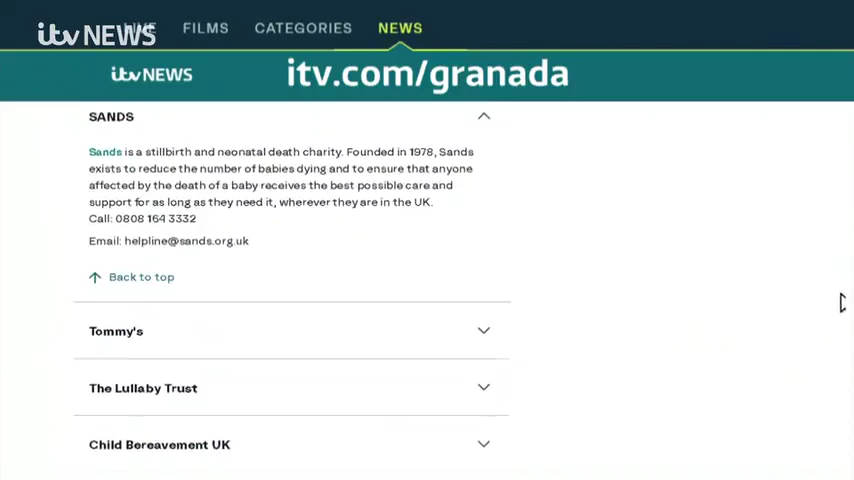 LIVE FILMS CATEGORIES NEWS
itv NEWS
itv NEWS
itv.com/granada
SANDS
Sands is a stillbirth and neonatal death charity. Founded in 1978, Sands
exists to reduce the number of babies dying and to ensure that anyone
affected by the death of a baby receives the best possible care and
support for as long as they need it, wherever they are in the UK.
Call: 0808 164 3332
Email: helpline@sands.org.uk
Back to top
Tommy's
The Lullaby Trust
Child Bereavement UK